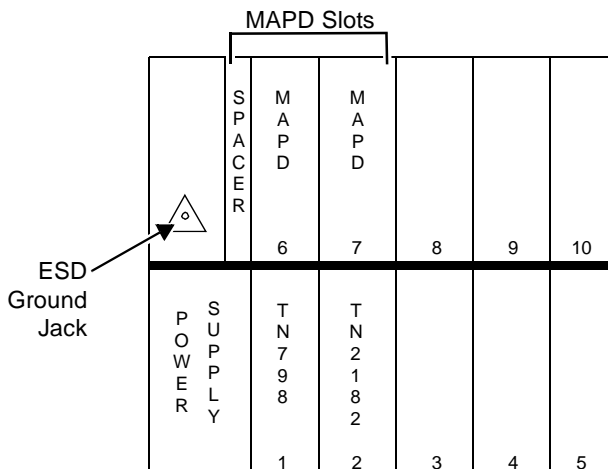 MAPD Slots
SPACER
MAPD
MAPD
6 7 8 9 10
ESD
Ground
Jack
POWER
SUPPLY
TN798
TN2182
1 2 3 4 5